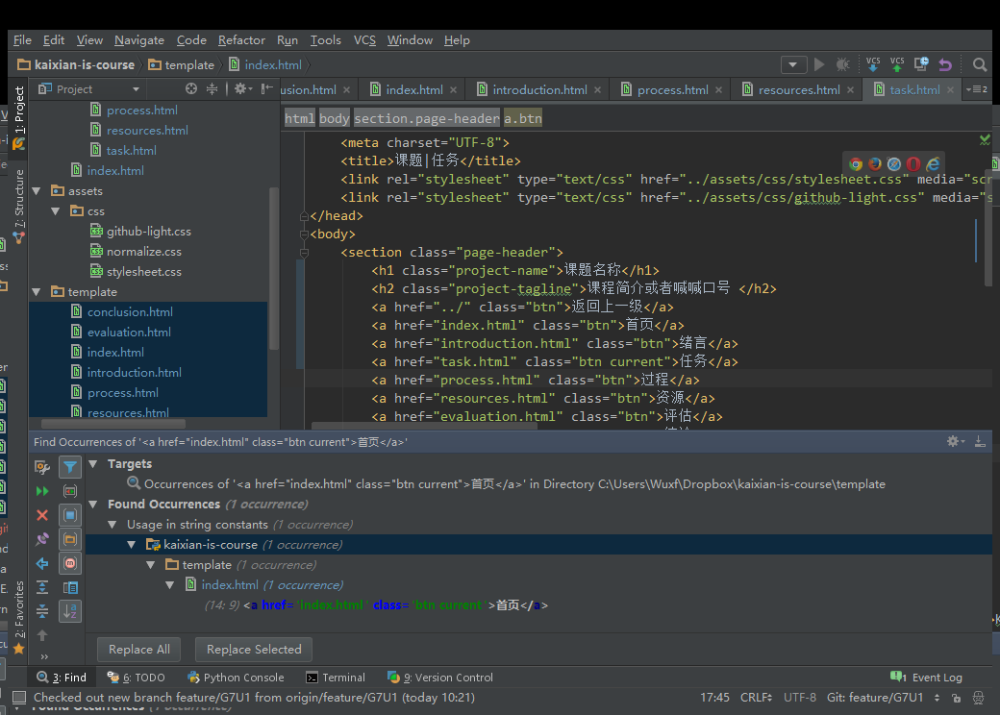 File Edit View Navigate Code Refactor Run Tools VCS Window Help
kaixian-is-course template index.html
VCS VCS
Project
usion.html index.html introduction.html process.html resources.html task.html 2
1: Project
7: Structure
2: Favorites
process.html
resources.html
task.html
index.html
assets
css
github-light.css
normalize.css
stylesheet.css
template
conclusion.html
evaluation.html
index.html
introduction.html
process.html
resources.html
html body section.page-header a.btn
<meta charset="UTF-8">
<title>课题|任务</title>
<link rel="stylesheet" type="text/css" href="../assets/css/stylesheet.css" media="scr
<link rel="stylesheet" type="text/css" href="../assets/css/github-light.css" media="s
</head>
<body>
<section class="page-header">
<h1 class="project-name">课题名称</h1>
<h2 class="project-tagline">课程简介或者喊喊口号 </h2>
<a href="../" class="btn">返回上一级</a>
<a href="index.html" class="btn">首页</a>
<a href="introduction.html" class="btn">绪言</a>
<a href="task.html" class="btn current">任务</a>
<a href="process.html" class="btn">过程</a>
<a href="resources.html" class="btn">资源</a>
<a href="evaluation.html" class="btn">评估</a>
Find Occurrences of '<a href="index.html" class="btn current">首页</a>'
Targets
Occurrences of '<a href="index.html" class="btn current">首页</a>' in Directory C:\Users\Wuxf\Dropbox\kaixian-is-course\template
Found Occurrences (1 occurrence)
Usage in string constants (1 occurrence)
kaixian-is-course (1 occurrence)
template (1 occurrence)
index.html (1 occurrence)
(14: 9) <a href="index.html" class="btn current">首页</a>
Replace All Replace Selected
3: Find 6: TODO Python Console Terminal 9: Version Control 1 Event Log
Checked out new branch feature/G7U1 from origin/feature/G7U1 (today 10:21) 17:45 CRLF UTF-8 Git: feature/G7U1
Found Occurrences (1 occurrence)